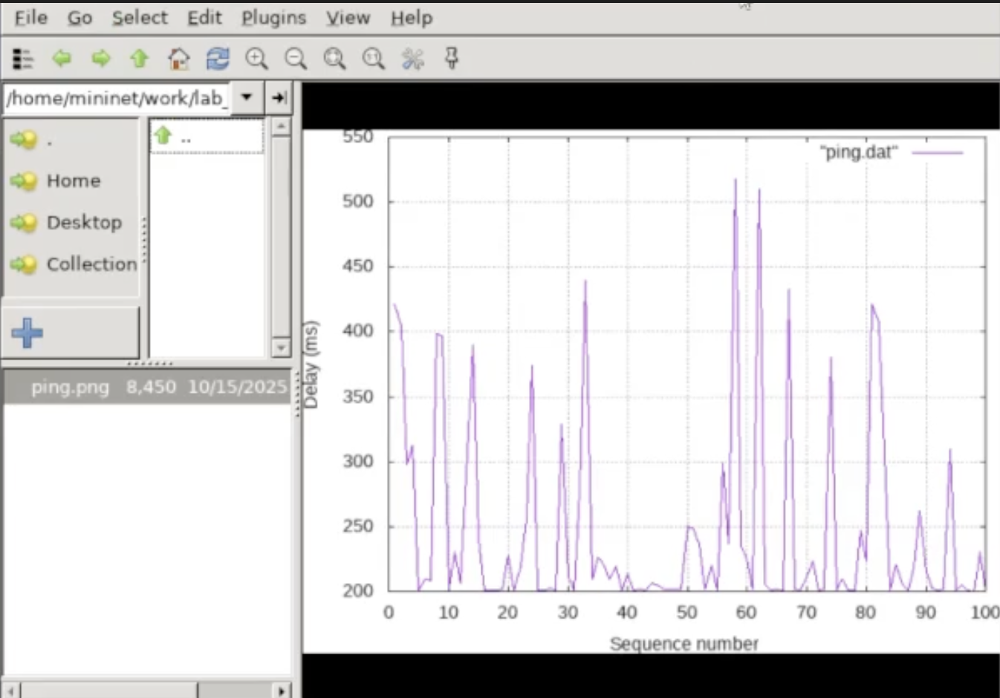 File Go Select Edit Plugins View Help
/home/mininet/work/lab_
.
..
Home
Desktop
Collection
ping.png 8,450 10/15/2025
"ping.dat"
550
500
450
400
350
300
250
200
Delay (ms)
0 10 20 30 40 50 60 70 80 90 100
Sequence number